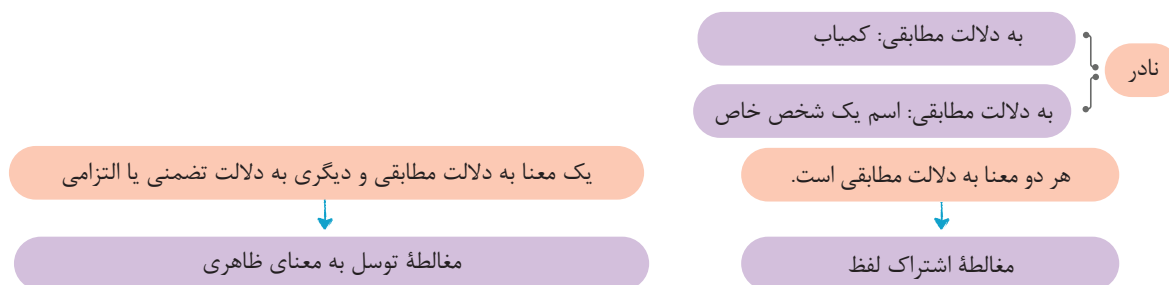 نادر
به دلالت مطابقی: کمیاب
به دلالت مطابقی: اسم یک شخص خاص
هر دو معنا به دلالت مطابقی است.
مغالطهٔ اشتراک لفظ
یک معنا به دلالت مطابقی و دیگری به دلالت تضمنی یا التزامی
مغالطهٔ توسل به معنای ظاهری